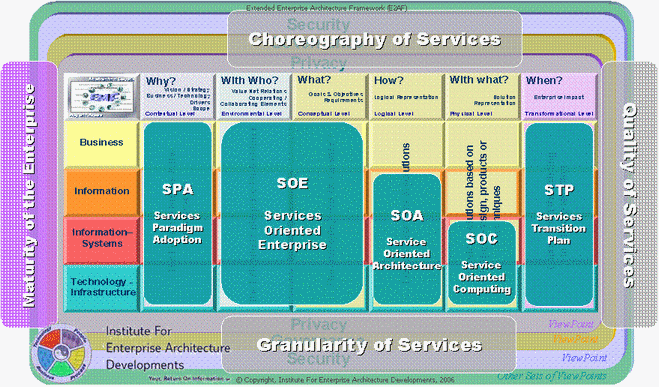 Extended Enterprise Architecture Framework (E2AF)
Security
Choreography of Services
Privacy
Maturity of the Enterprise
Quality of Services
Why?
Vision / Strategy
Business / Technology
Drivers
Scope
Contextual Level
With Who?
Value Net Relations
Cooperating /
Collaborating Elements
Environmental Level
What?
Goals & Objectives
Requirements
Conceptual Level
How?
Logical Representation
Logical Level
With what?
Solution
Representation
Physical Level
When?
Enterprise Impact
Transformational Level
Business
Information
Information–
Systems
Technology -
Infrastructure
SPA
Services
Paradigm
Adoption
SOE
Services
Oriented
Enterprise
SOA
Service
Oriented
Architecture
SOC
Service
Oriented
Computing
STP
Services
Transition
Plan
utions
utions based on
sign, products or
hniques
Privacy
Granularity of Services
Security
ViewPoint
ViewPoint
ViewPoint
Other Sets of ViewPoints
Institute For
Enterprise Architecture
Developments
Your Return On Information
© Copyright, Institute For Enterprise Architecture Developments, 2006